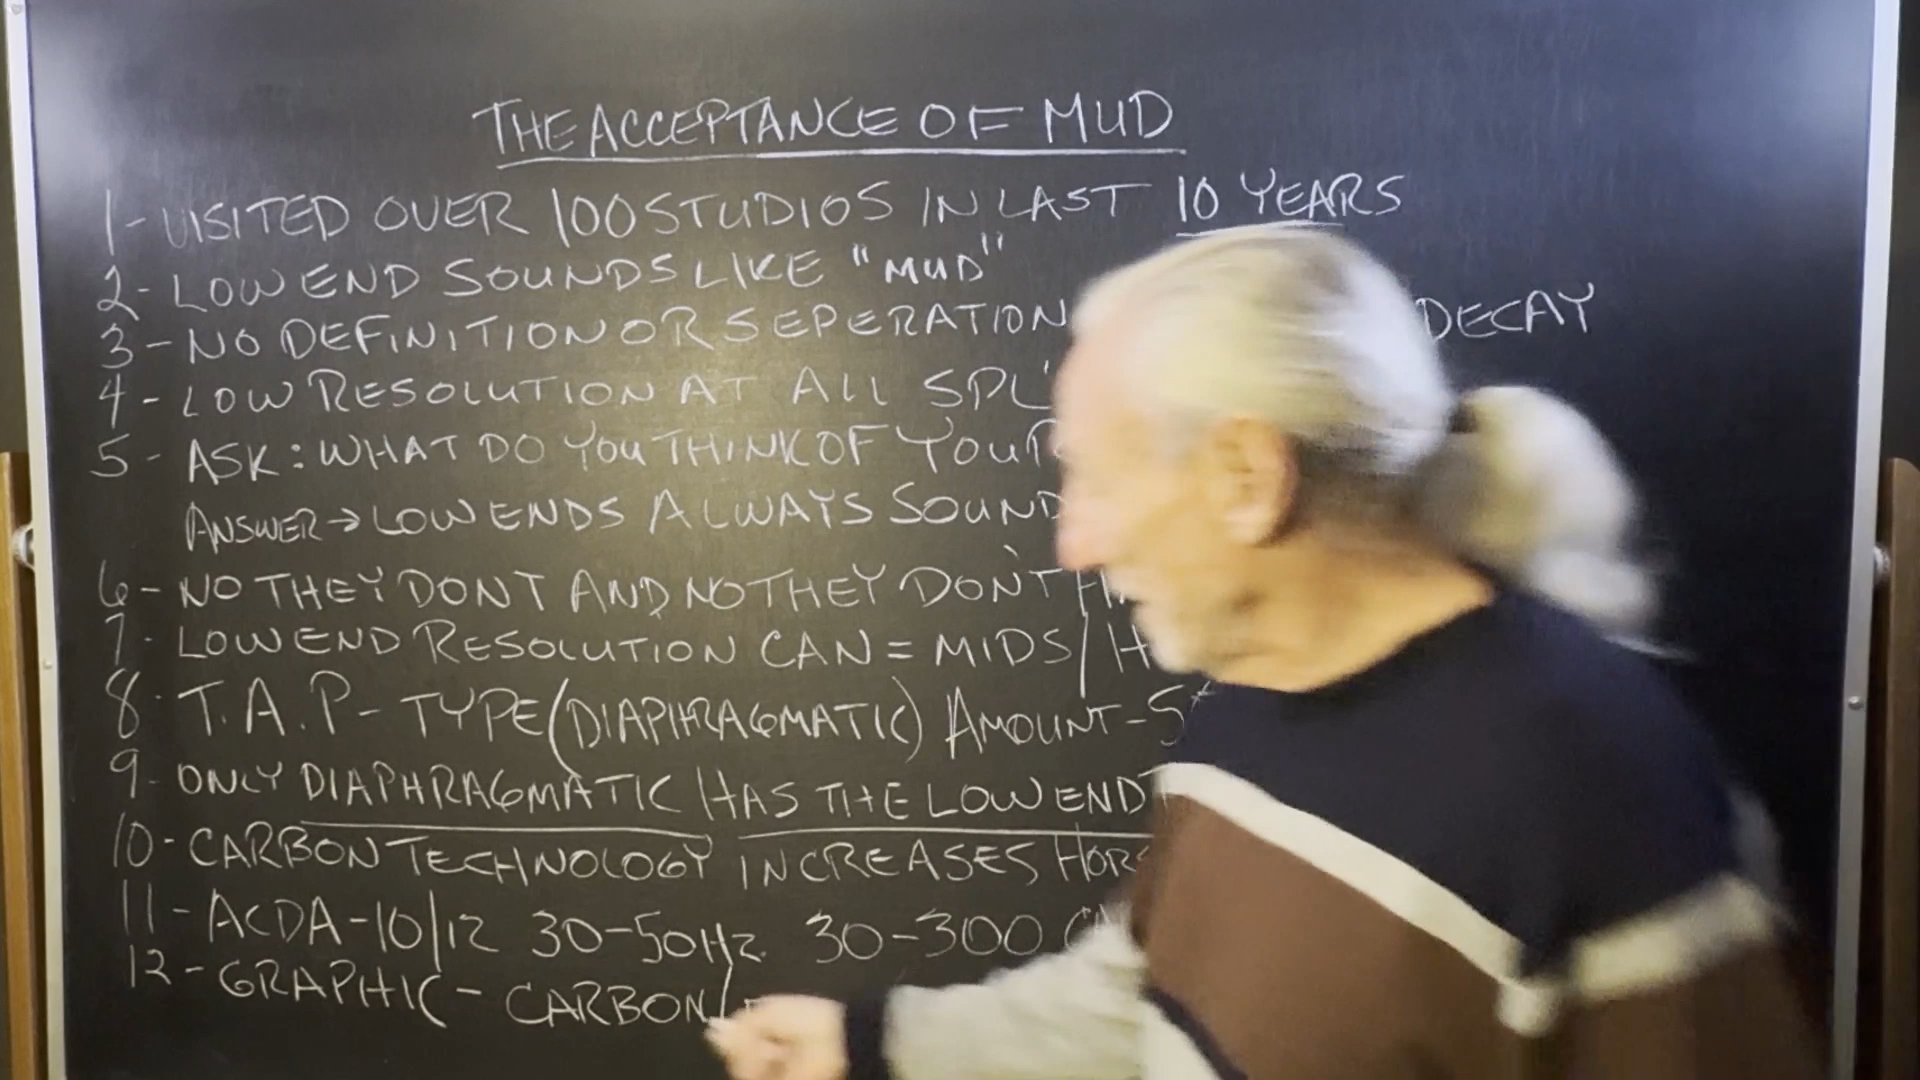 THE ACCEPTANCE OF MUD
1- VISITED OVER 100 STUDIOS IN LAST 10 YEARS
2- LOW END SOUNDS LIKE "MUD"
3- NO DEFINITION OR SEPERATION DECAY
4- LOW RESOLUTION AT ALL SPL'
5- ASK: WHAT DO YOU THINK OF YOUR
ANSWER → LOW ENDS ALWAYS SOUND
6- NO THEY DONT AND NO THEY DON'T
7- LOW END RESOLUTION CAN = MIDS/
8- T.A.P- TYPE (DIAPHRAGMATIC) AMOUNT-
9- ONLY DIAPHRAGMATIC HAS THE LOW END
10- CARBON TECHNOLOGY INCREASES
11- ACDA-10/12 30-50Hz 30-300
12- GRAPHIC - CARBON/